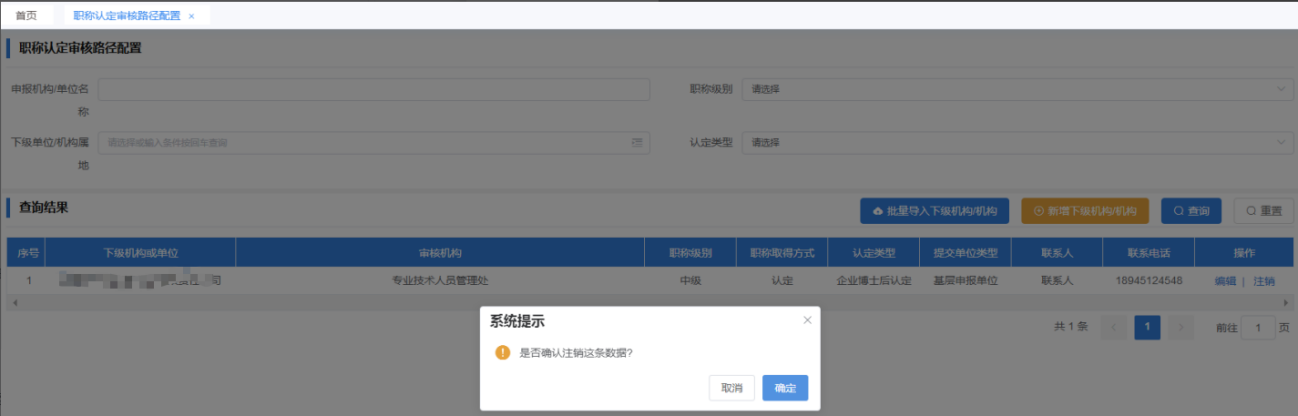 首页 职称认定审核路径配置 ×
职称认定审核路径配置
申报机构/单位名称 职称级别 请选择
下级单位/机构属地 请选择或输入条件按回车查询 认定类型 请选择
查询结果 批量导入下级机构/机构 新增下级机构/机构 查询 重置
序号 下级机构或单位 审核机构 职称级别 职称取得方式 认定类型 提交单位类型 联系人 联系电话 操作
1 司 专业技术人员管理处 中级 认定 企业博士后认定 基层申报单位 联系人 18945124548 编辑 | 注销
共 1 条 1 前往 1 页
系统提示 ×
是否确认注销这条数据?
取消 确定